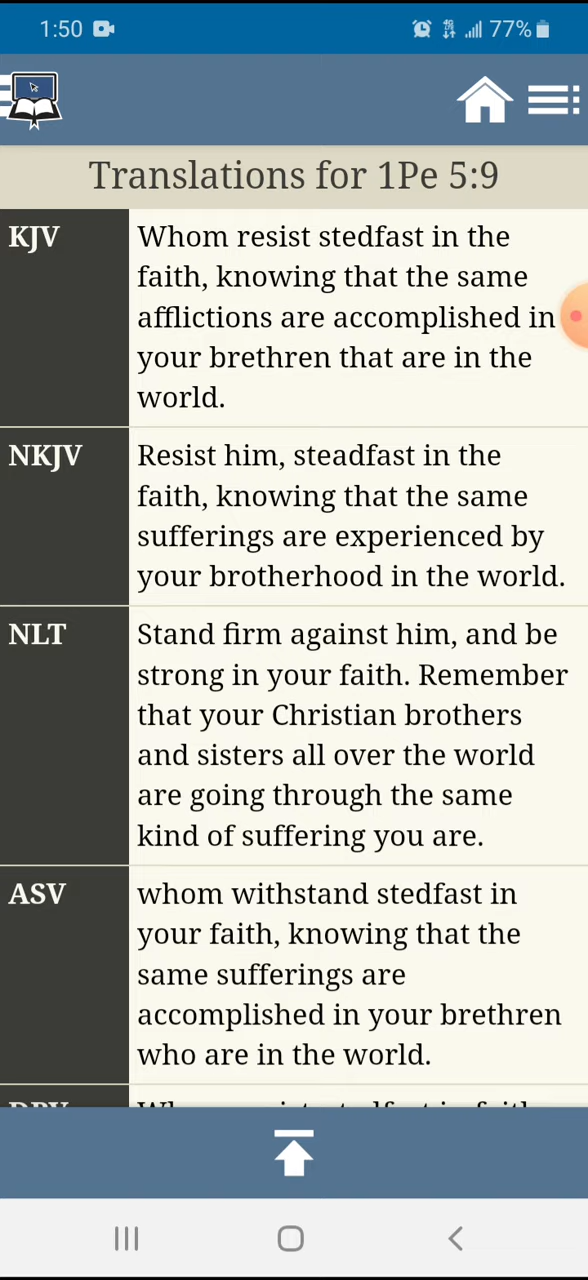 1:50
77%
Translations for 1Pe 5:9
KJV
Whom resist stedfast in the
faith, knowing that the same
afflictions are accomplished in
your brethren that are in the
world.
NKJV
Resist him, steadfast in the
faith, knowing that the same
sufferings are experienced by
your brotherhood in the world.
NLT
Stand firm against him, and be
strong in your faith. Remember
that your Christian brothers
and sisters all over the world
are going through the same
kind of suffering you are.
ASV
whom withstand stedfast in
your faith, knowing that the
same sufferings are
accomplished in your brethren
who are in the world.